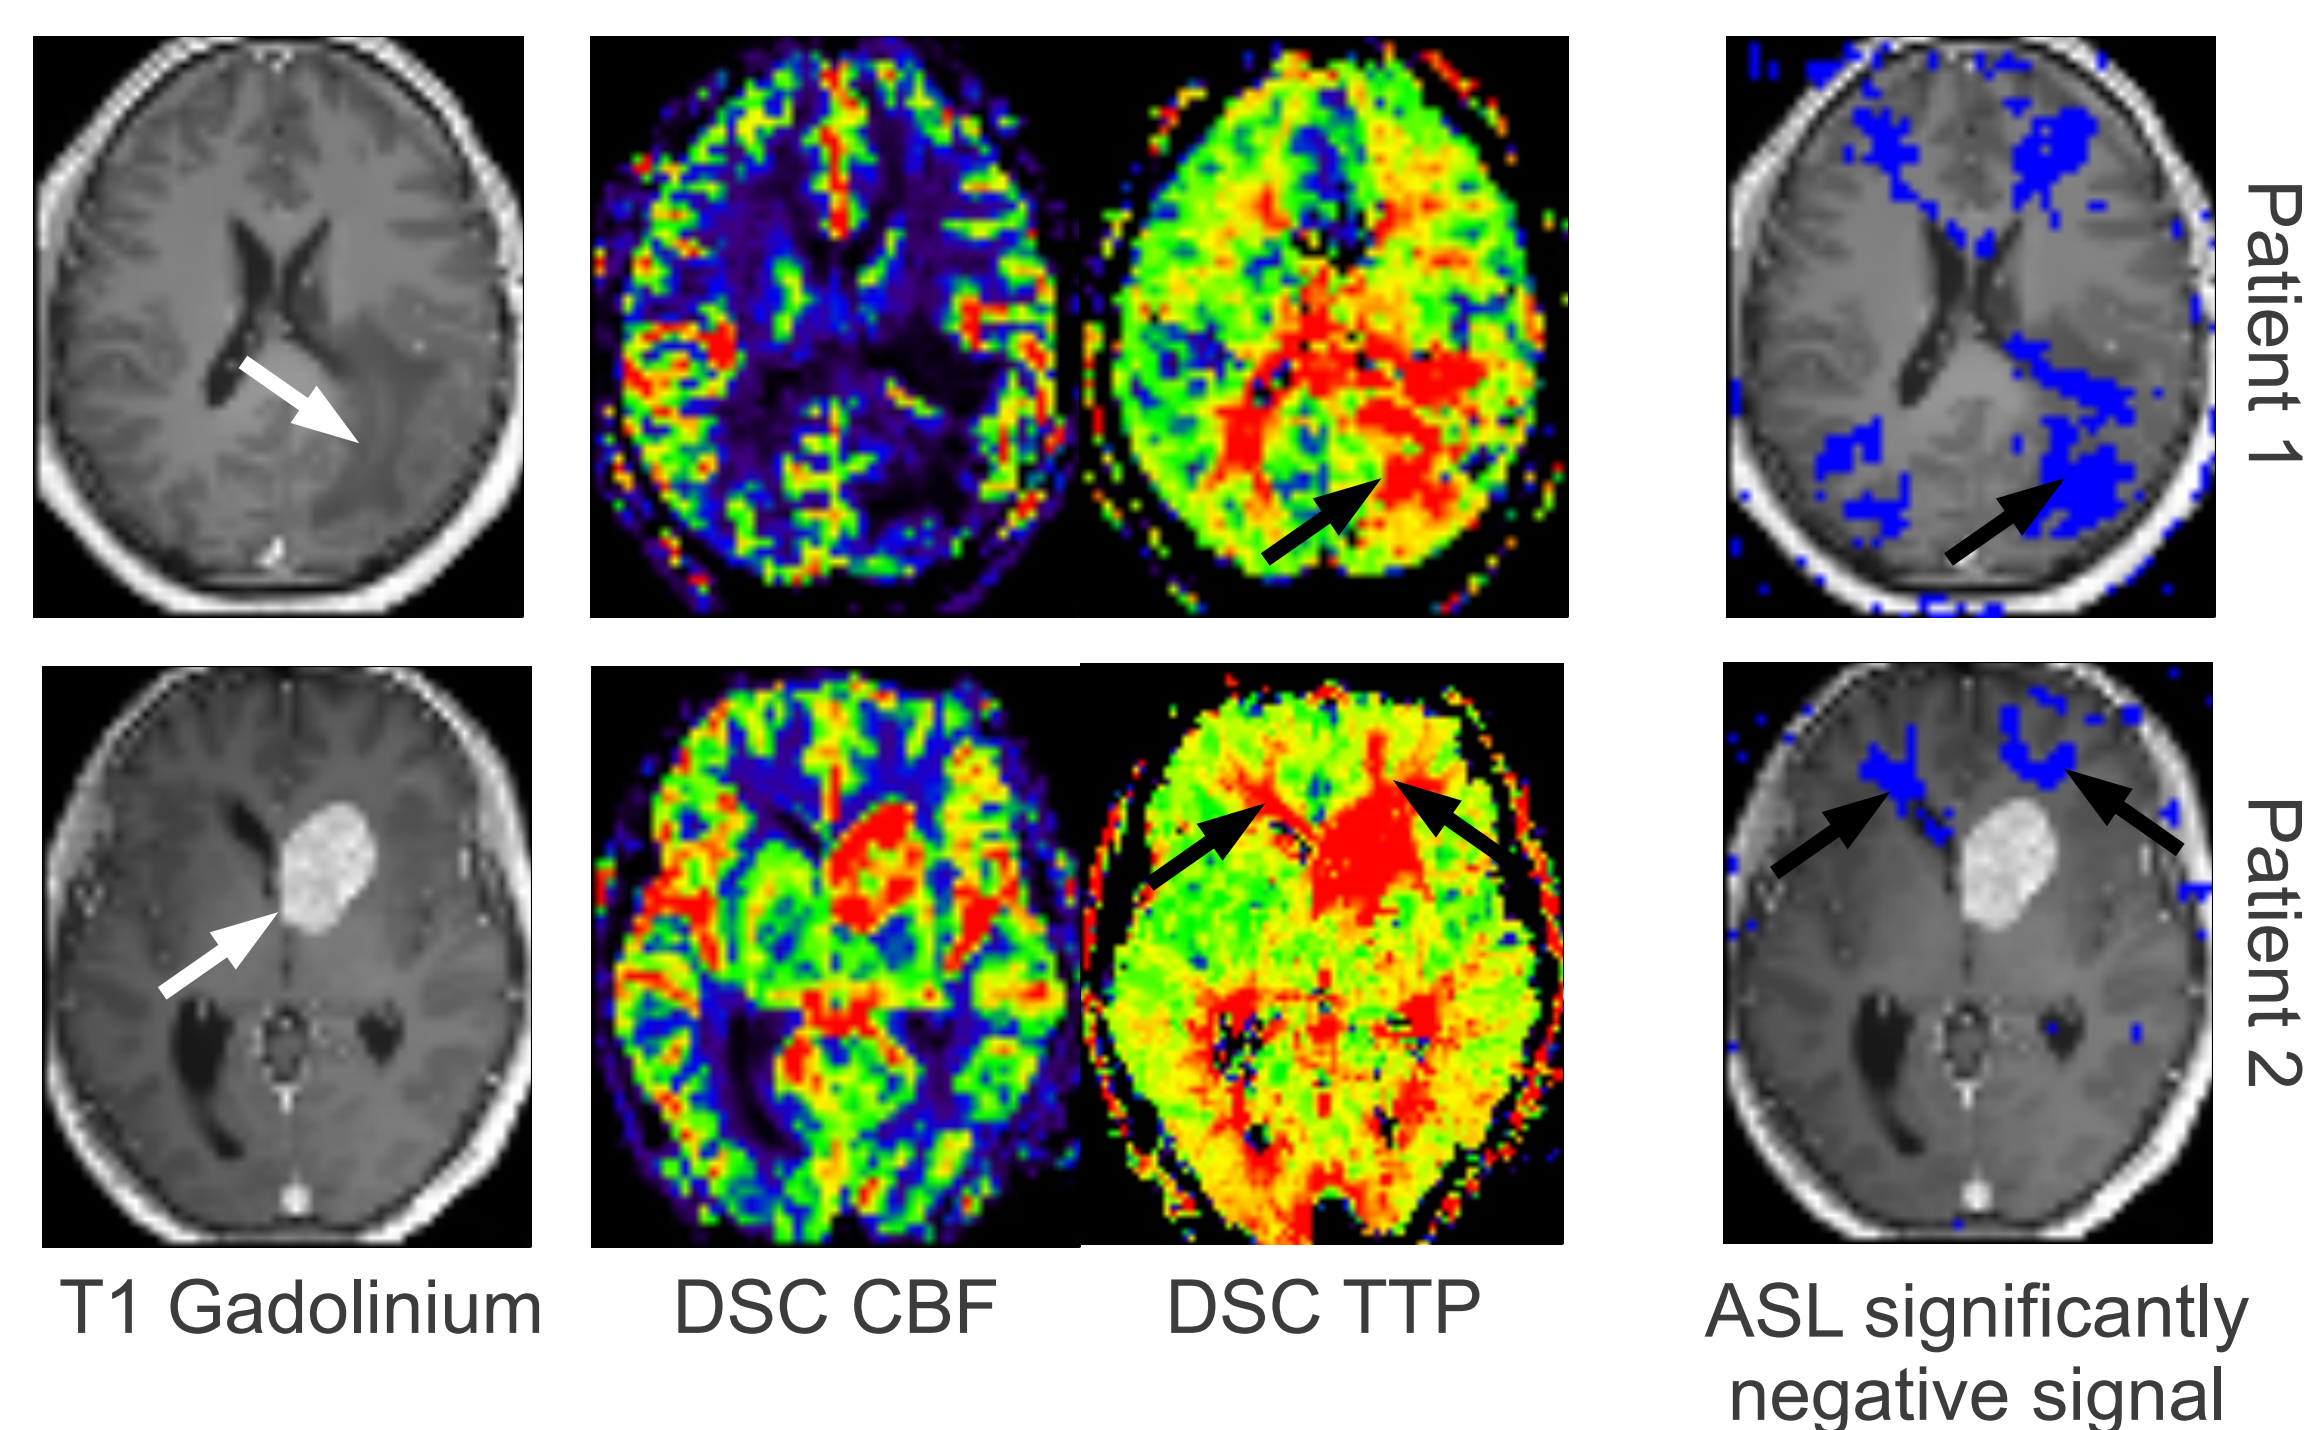 Patient 1
Patient 2
T1 Gadolinium
DSC CBF
DSC TTP
ASL significantly
negative signal